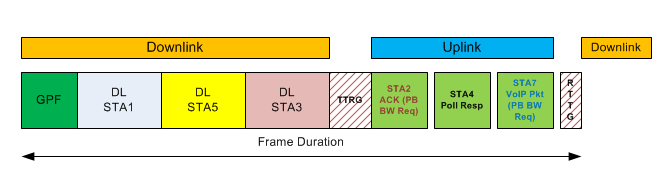 Downlink
Uplink
Downlink
GPF
DL
STA1
DL
STA5
DL
STA3
TTRG
STA2
ACK (PB
BW Req)
STA4
Poll Resp
STA7
VoIP Pkt
(PB BW
Req)
R
T
T
G
Frame Duration